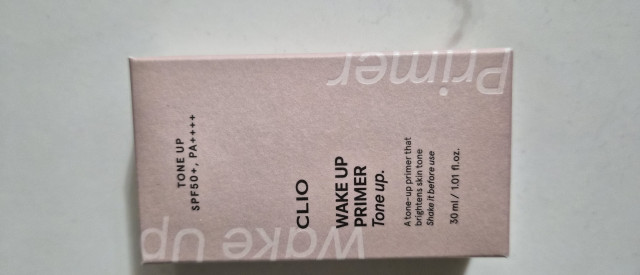 TONE UP
SPF50+, PA++++
CLIO
WAKE UP
PRIMER
Tone up.
A tone-up primer that
brightens skin tone
Shake it before use
30 ml / 1.01 fl.oz.
Wake Up
Primer